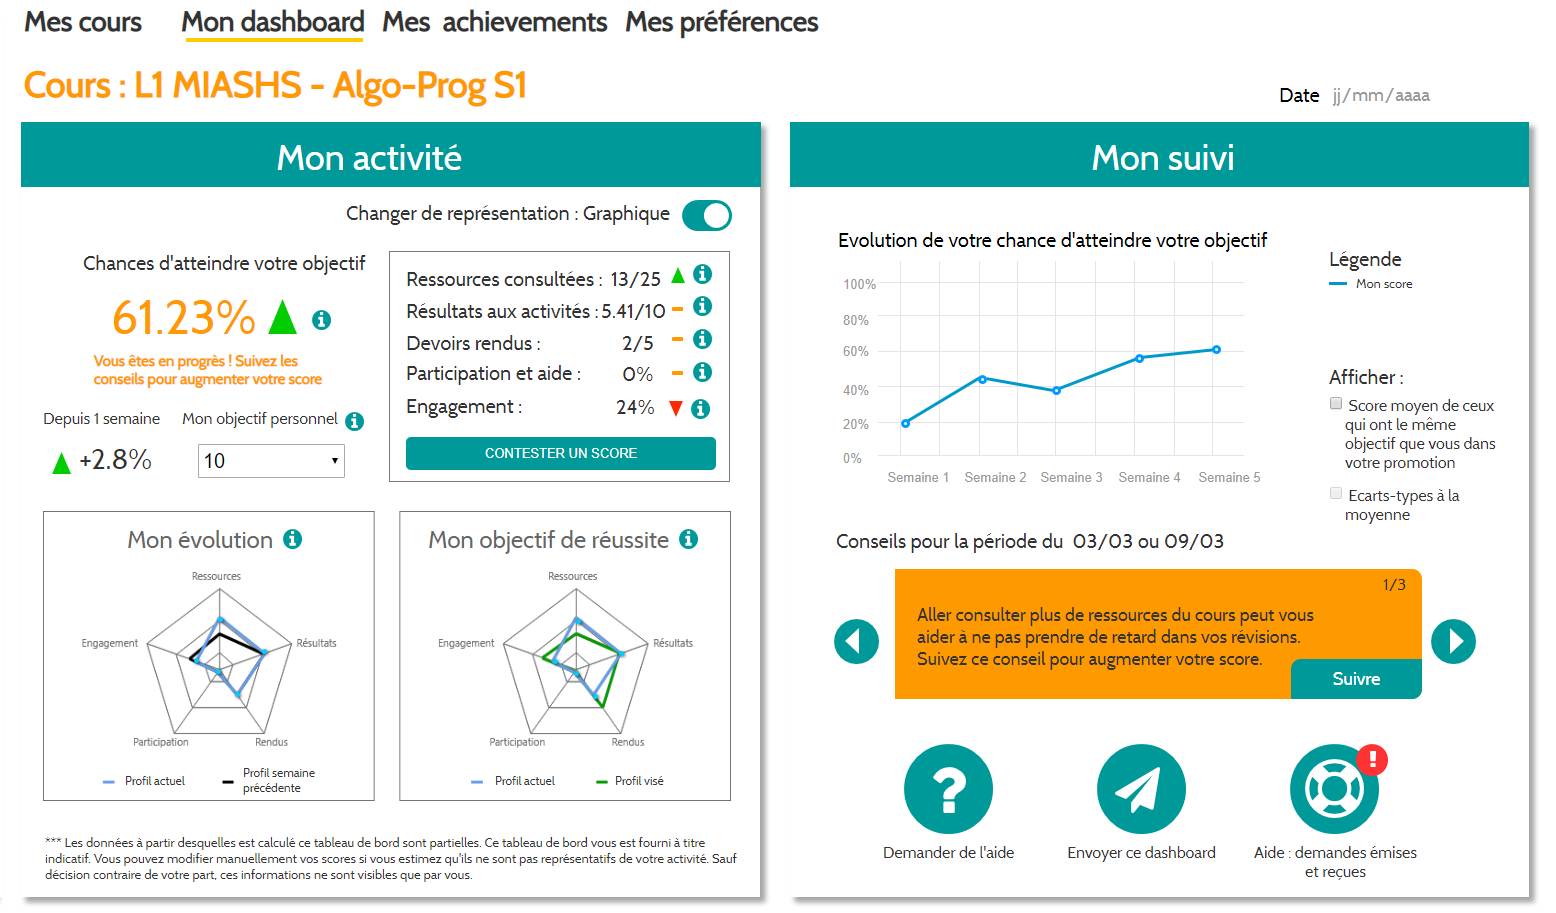 Mes cours Mon dashboard Mes achievements Mes préférences
Cours : L1 MIASHS - Algo-Prog S1
Date jj/mm/aaaa
Mon activité
Changer de représentation : Graphique
Chances d'atteindre votre objectif
61.23%
Vous êtes en progrès ! Suivez les
conseils pour augmenter votre score
Depuis 1 semaine
+2.8%
Mon objectif personnel
10
Ressources consultées : 13/25
Résultats aux activités : 5.41/10
Devoirs rendus : 2/5
Participation et aide : 0%
Engagement : 24%
CONTESTER UN SCORE
Mon évolution
Ressources
Engagement
Résultats
Participation
Rendus
Profil actuel
Profil semaine
précédente
Mon objectif de réussite
Ressources
Engagement
Résultats
Participation
Rendus
Profil actuel
Profil visé
*** Les données à partir desquelles est calculé ce tableau de bord sont partielles. Ce tableau de bord vous est fourni à titre
indicatif. Vous pouvez modifier manuellement vos scores si vous estimez qu'ils ne sont pas représentatifs de votre activité. Sauf
décision contraire de votre part, ces informations ne sont visibles que par vous.
Mon suivi
Evolution de votre chance d'atteindre votre objectif
100%
80%
60%
40%
20%
0%
Semaine 1 Semaine 2 Semaine 3 Semaine 4 Semaine 5
Légende
Mon score
Afficher :
Score moyen de ceux
qui ont le même
objectif que vous dans
votre promotion
Ecarts-types à la
moyenne
Conseils pour la période du 03/03 ou 09/03
1/3
Aller consulter plus de ressources du cours peut vous
aider à ne pas prendre de retard dans vos révisions.
Suivez ce conseil pour augmenter votre score.
Suivre
?
!
Demander de l'aide
Envoyer ce dashboard
Aide : demandes émises
et reçues